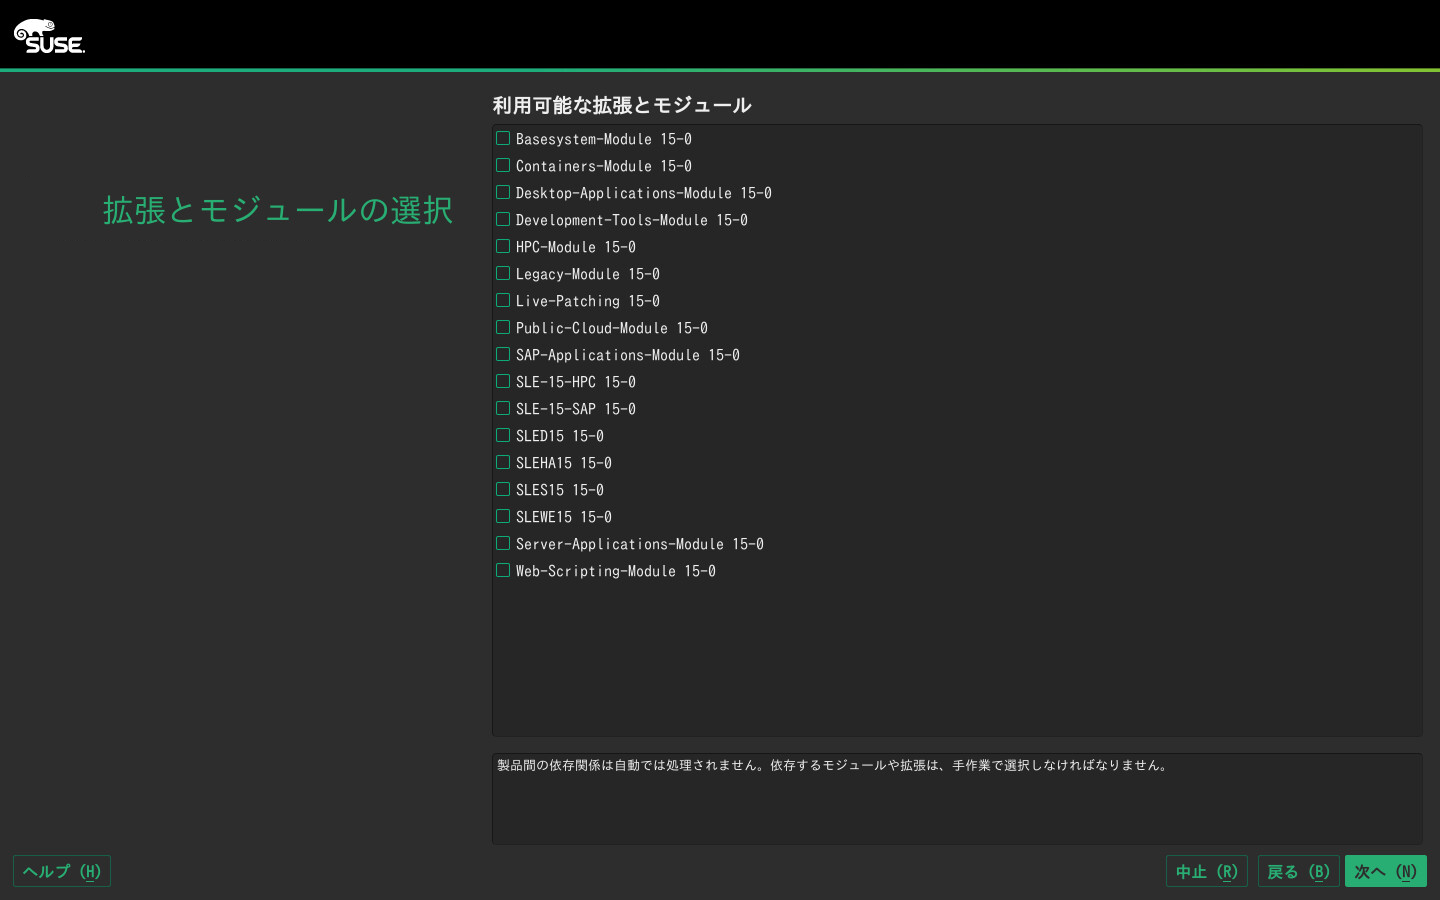 SUSE.
利用可能な拡張とモジュール
拡張とモジュールの選択
Basesystem-Module 15-0
Containers-Module 15-0
Desktop-Applications-Module 15-0
Development-Tools-Module 15-0
HPC-Module 15-0
Legacy-Module 15-0
Live-Patching 15-0
Public-Cloud-Module 15-0
SAP-Applications-Module 15-0
SLE-15-HPC 15-0
SLE-15-SAP 15-0
SLED15 15-0
SLEHA15 15-0
SLES15 15-0
SLEWE15 15-0
Server-Applications-Module 15-0
Web-Scripting-Module 15-0
製品間の依存関係は自動では処理されません。依存するモジュールや拡張は、手作業で選択しなければなりません。
ヘルプ (H)
中止 (R)
戻る (B)
次へ (N)